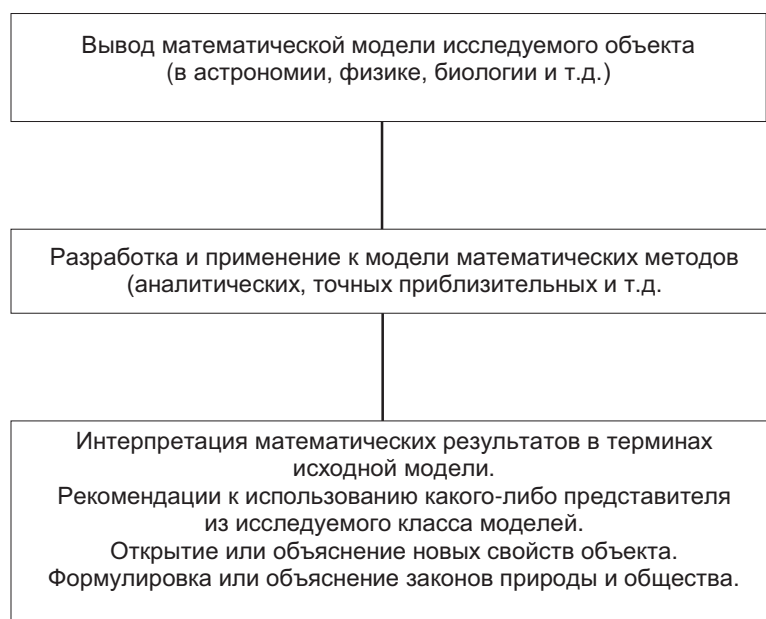 Вывод математической модели исследуемого объекта
(в астрономии, физике, биологии и т.д.)
Разработка и применение к модели математических методов
(аналитических, точных приблизительных и т.д.
Интерпретация математических результатов в терминах
исходной модели.
Рекомендации к использованию какого-либо представителя
из исследуемого класса моделей.
Открытие или объяснение новых свойств объекта.
Формулировка или объяснение законов природы и общества.